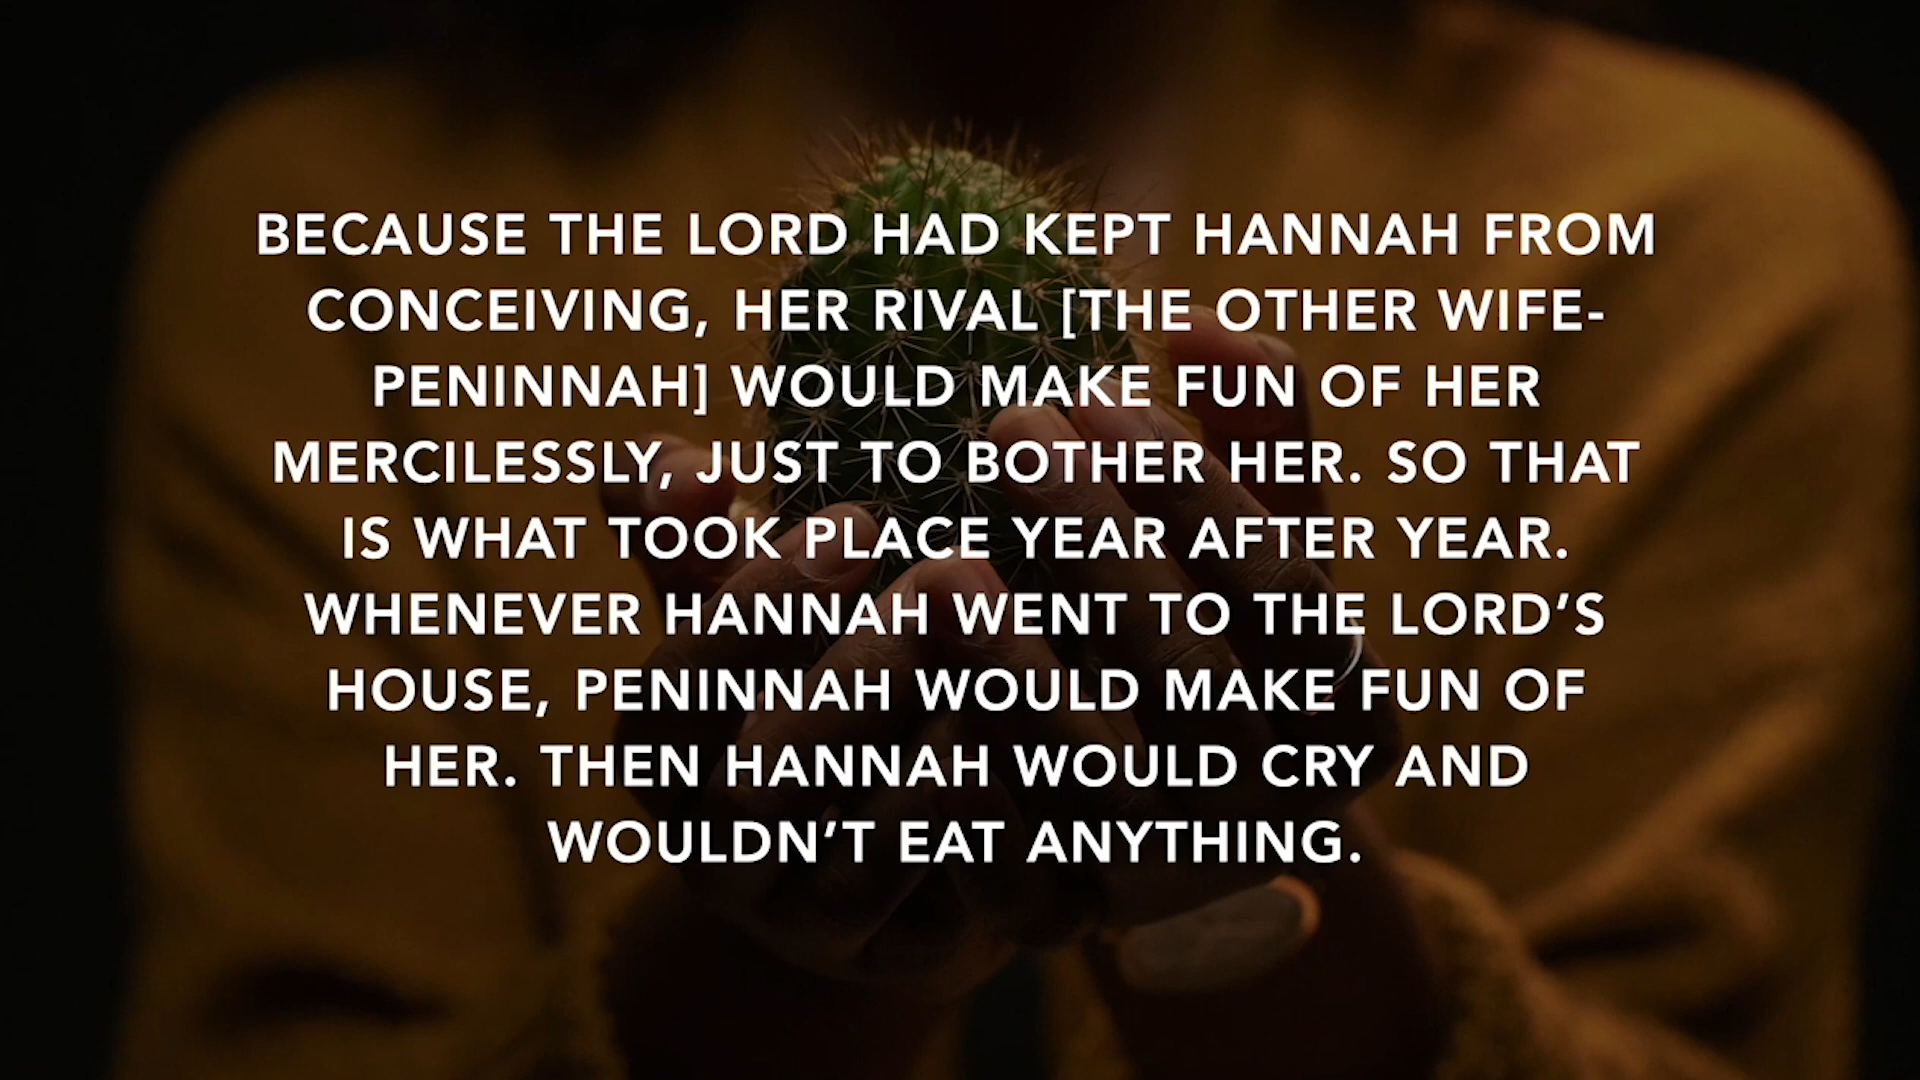 BECAUSE THE LORD HAD KEPT HANNAH FROM
CONCEIVING, HER RIVAL [THE OTHER WIFE-
PENINNAH] WOULD MAKE FUN OF HER
MERCILESSLY, JUST TO BOTHER HER. SO THAT
IS WHAT TOOK PLACE YEAR AFTER YEAR.
WHENEVER HANNAH WENT TO THE LORD’S
HOUSE, PENINNAH WOULD MAKE FUN OF
HER. THEN HANNAH WOULD CRY AND
WOULDN’T EAT ANYTHING.